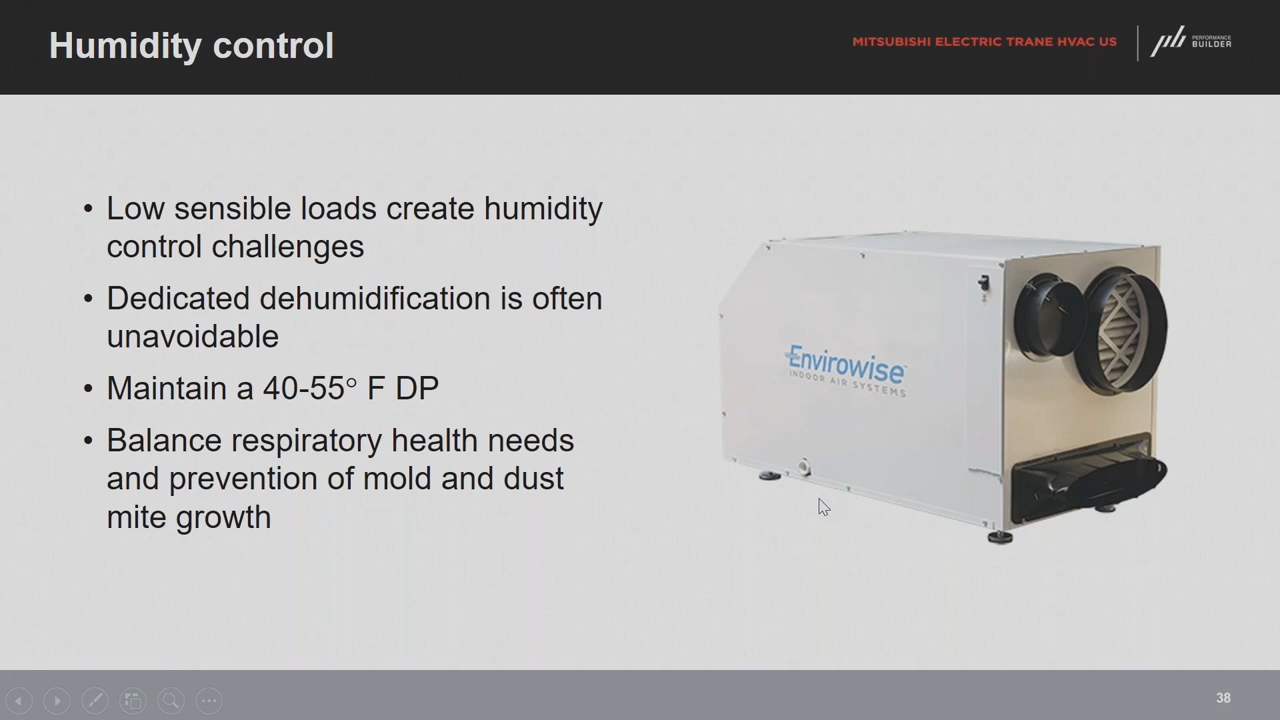 Humidity control
MITSUBISHI ELECTRIC TRANE HVAC US
PERFORMANCE
BUILDER
• Low sensible loads create humidity
control challenges
• Dedicated dehumidification is often
unavoidable
• Maintain a 40-55° F DP
• Balance respiratory health needs
and prevention of mold and dust
mite growth
Envirowise™
INDOOR AIR SYSTEMS
38